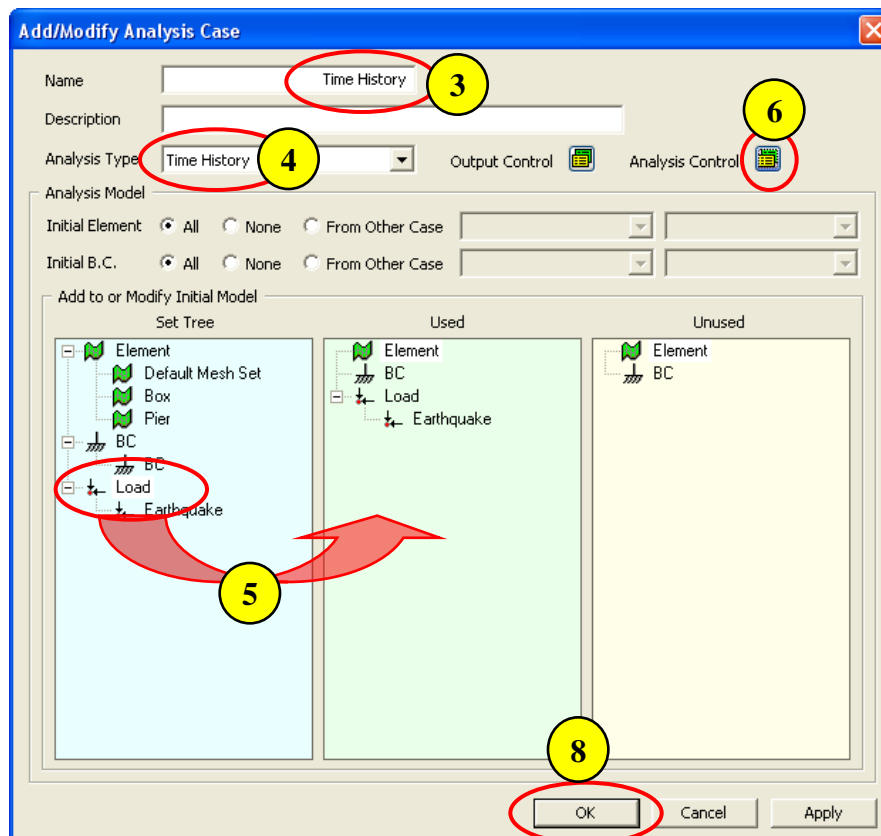 Add/Modify Analysis Case
Name Time History 3
Description
6
Analysis Type Time History 4 Output Control Analysis Control
Analysis Model
Initial Element All None From Other Case
Initial B.C. All None From Other Case
Add to or Modify Initial Model
Set Tree Used Unused
Element
Default Mesh Set
Box
Pier
BC
BC
Load
Earthquake
Element
BC
Load
Earthquake
Element
BC
5
8
OK Cancel Apply